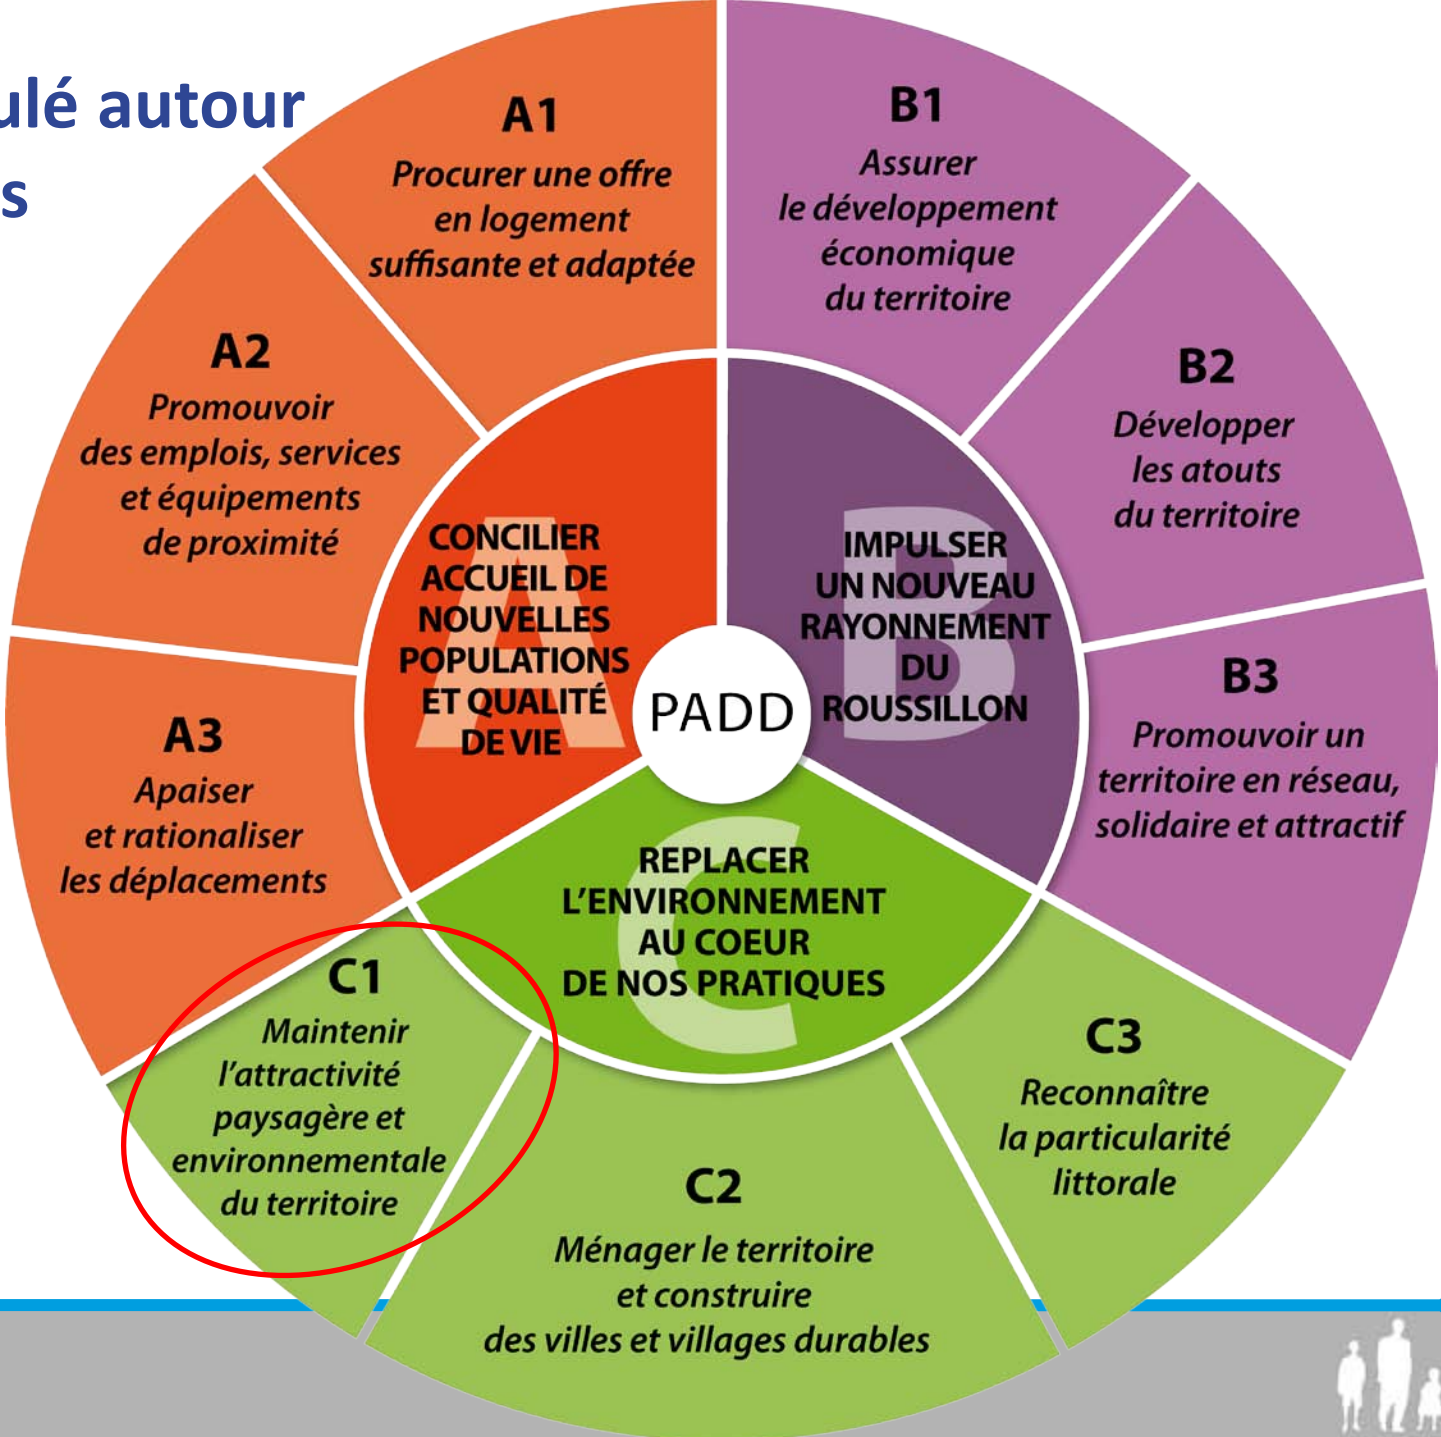 ulé autour
s
A1
Procurer une offre
en logement
suffisante et adaptée
A2
Promouvoir
des emplois, services
et équipements
de proximité
A3
Apaiser
et rationaliser
les déplacements
B1
Assurer
le développement
économique
du territoire
B2
Développer
les atouts
du territoire
B3
Promouvoir un
territoire en réseau,
solidaire et attractif
A
CONCILIER
ACCUEIL DE
NOUVELLES
POPULATIONS
ET QUALITÉ
DE VIE
PADD
B
IMPULSER
UN NOUVEAU
RAYONNEMENT
DU
ROUSSILLON
C
REPLACER
L'ENVIRONNEMENT
AU COEUR
DE NOS PRATIQUES
C1
Maintenir
l'attractivité
paysagère et
environnementale
du territoire
C2
Ménager le territoire
et construire
des villes et villages durables
C3
Reconnaître
la particularité
littorale